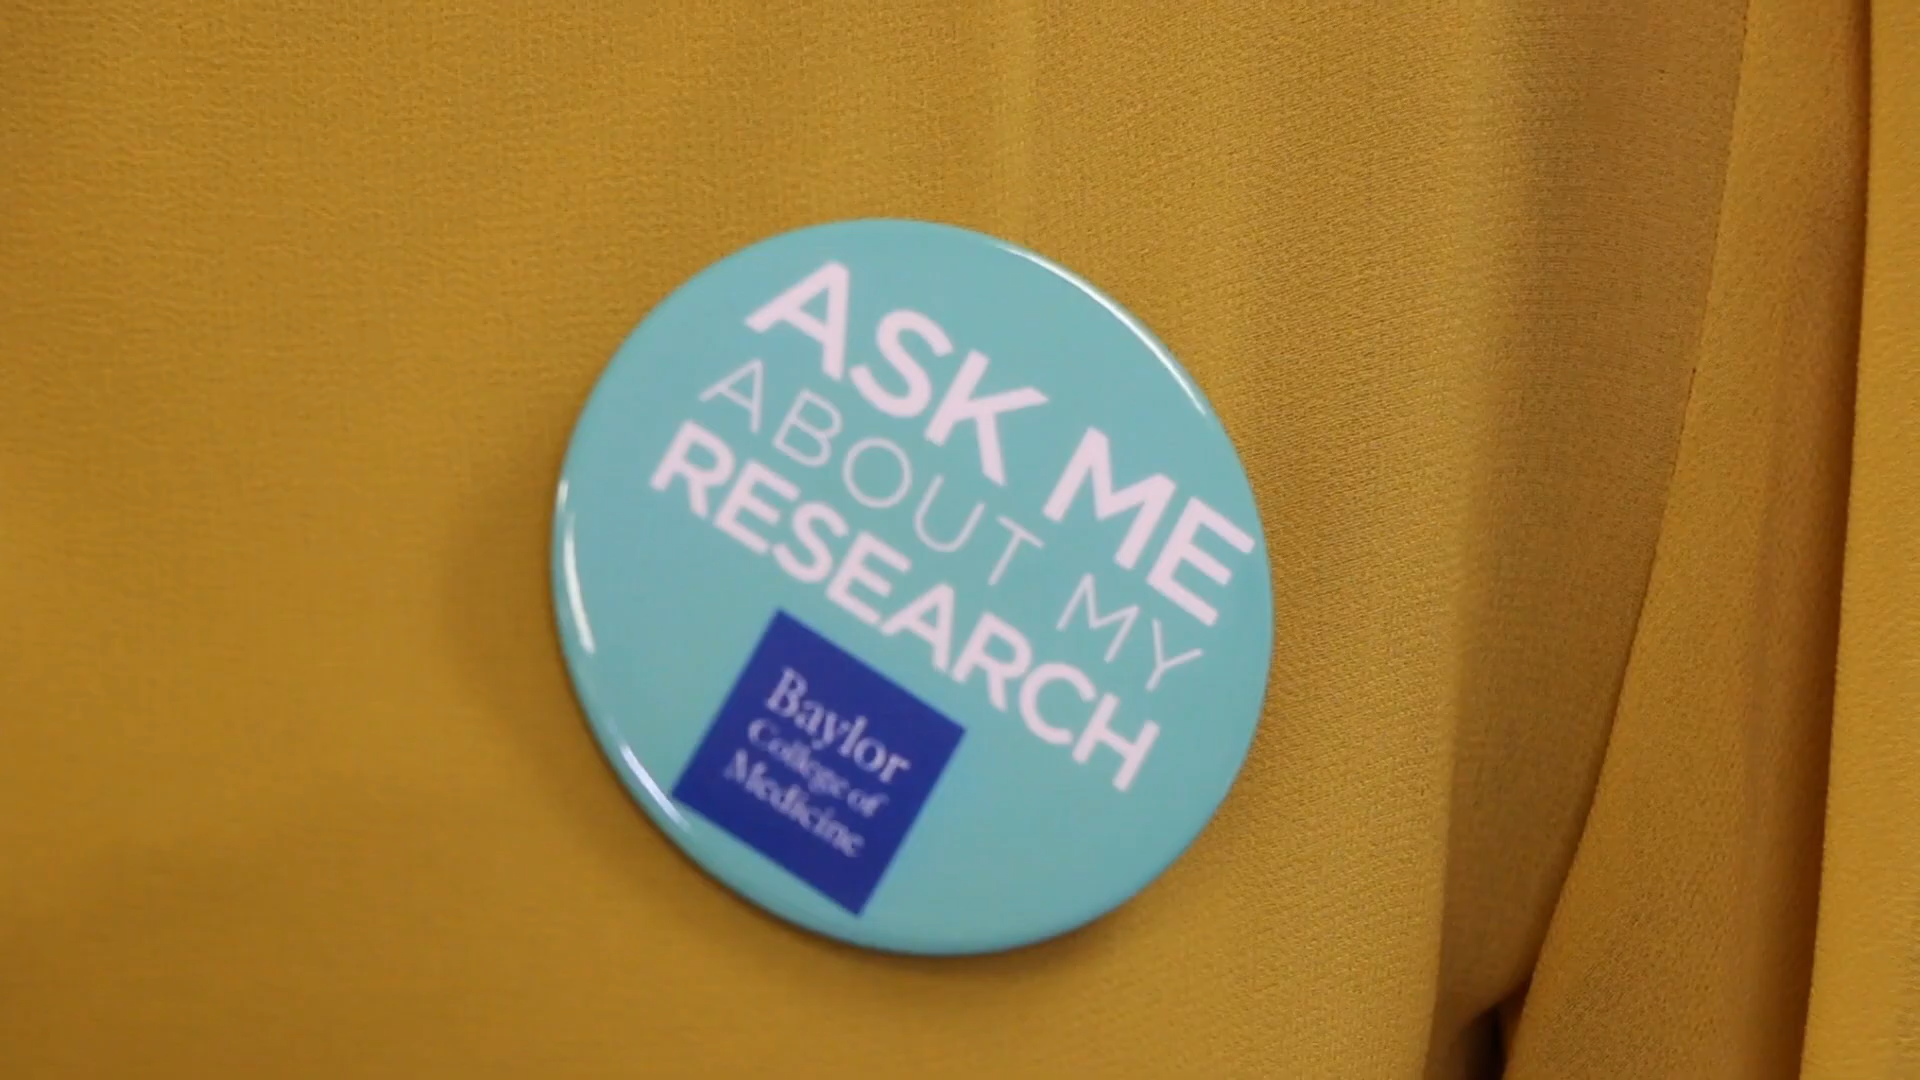 ASK ME
ABOUT MY
RESEARCH
Baylor
College of
Medicine